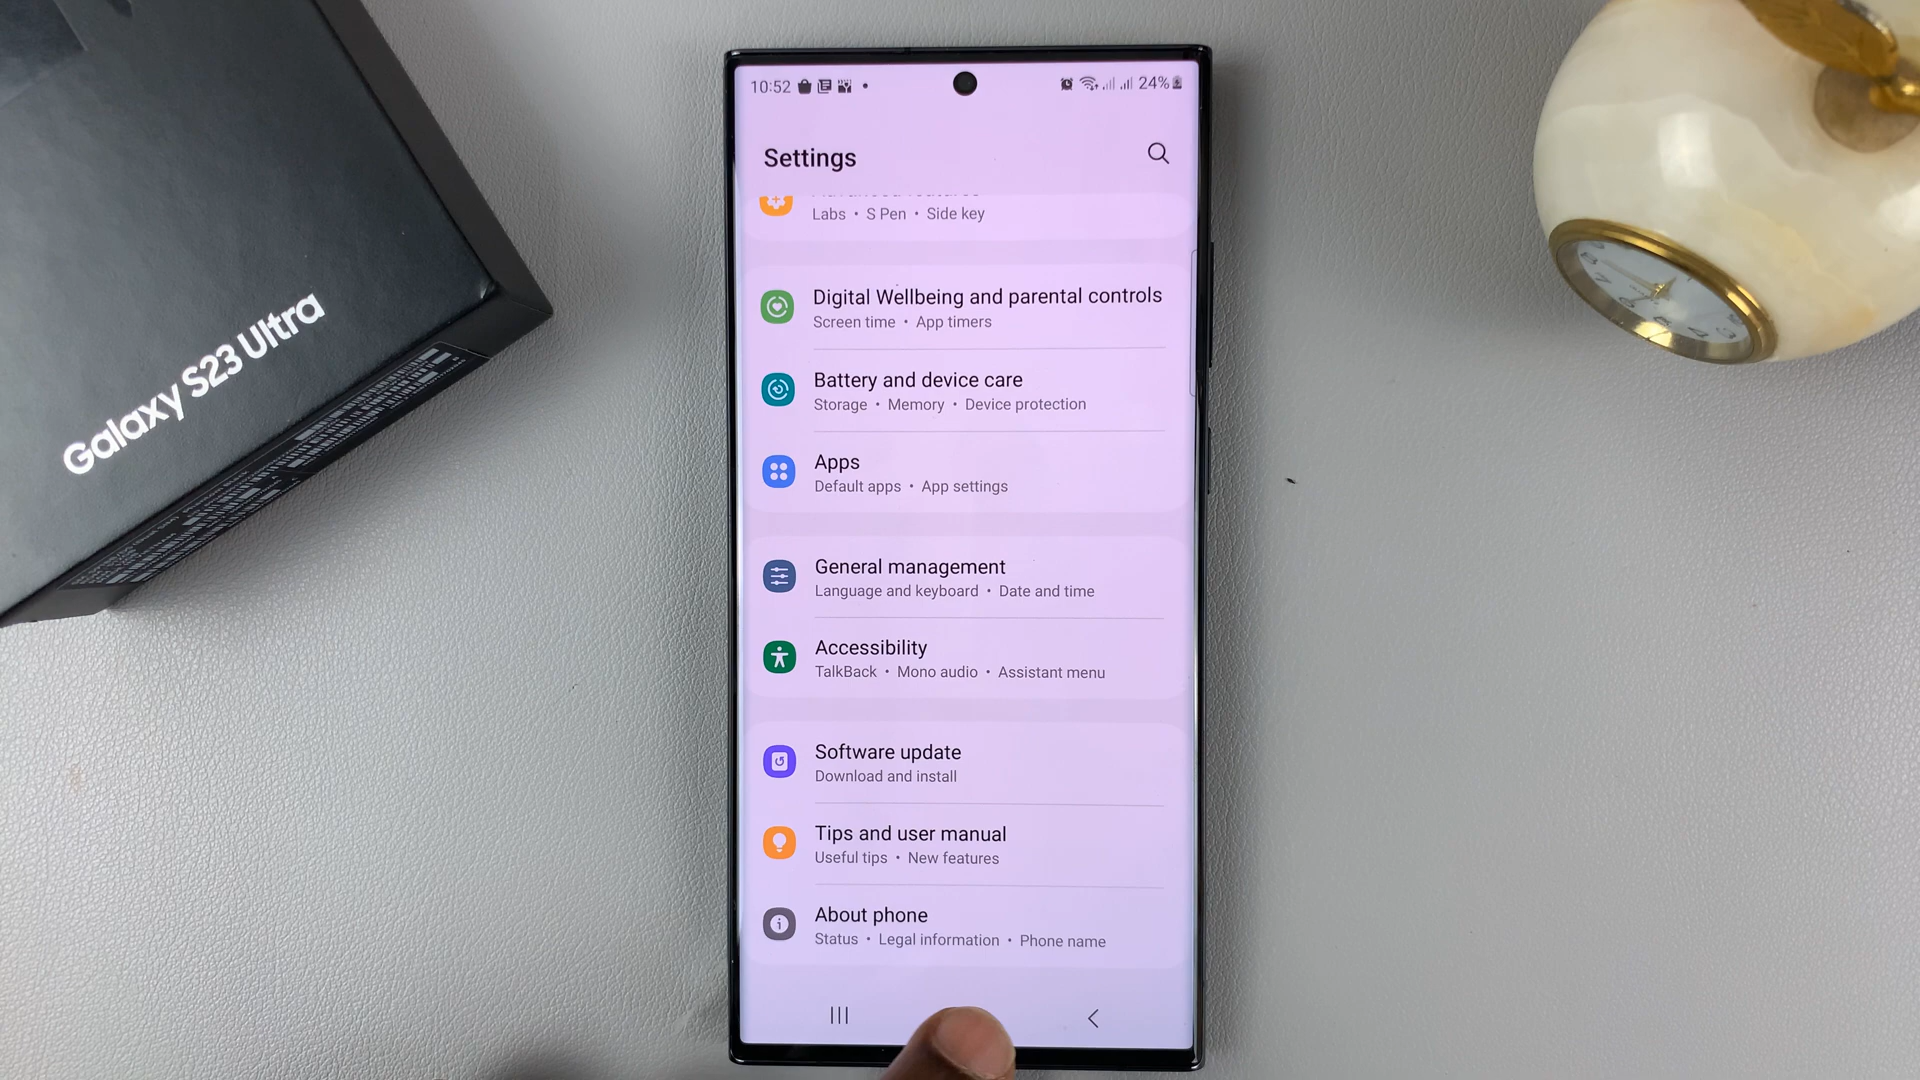 Galaxy S23 Ultra
10:52
24%
Settings
Advanced features
Labs • S Pen • Side key
Digital Wellbeing and parental controls
Screen time • App timers
Battery and device care
Storage • Memory • Device protection
Apps
Default apps • App settings
General management
Language and keyboard • Date and time
Accessibility
TalkBack • Mono audio • Assistant menu
Software update
Download and install
Tips and user manual
Useful tips • New features
About phone
Status • Legal information • Phone name